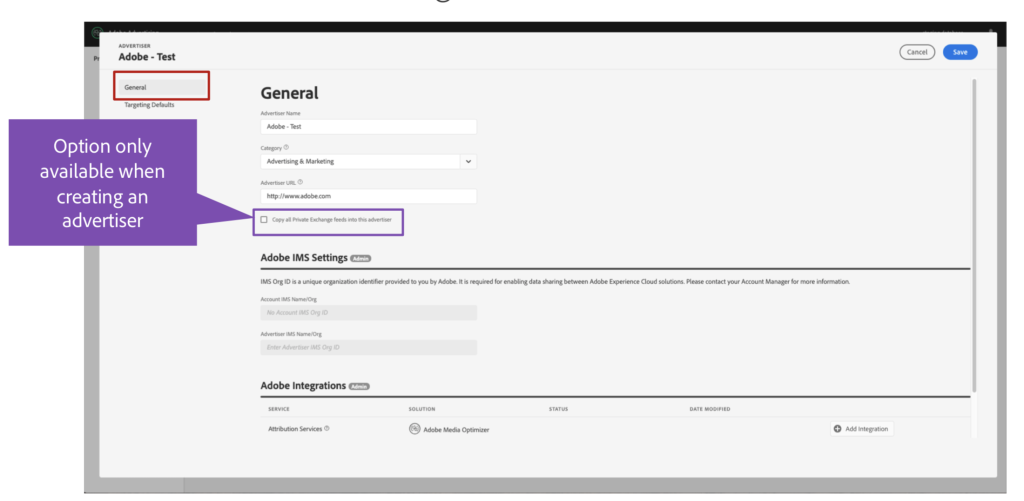 ADVERTISER
Adobe - Test
Cancel
Save
General
Targeting Defaults
General
Advertiser Name
Adobe - Test
Category
Advertising & Marketing
Advertiser URL
http://www.adobe.com
Copy all Private Exchange feeds into this advertiser
Option only
available when
creating an
advertiser
Adobe IMS Settings Admin
IMS Org ID is a unique organization identifier provided to you by Adobe. It is required for enabling data sharing between Adobe Experience Cloud solutions. Please contact your Account Manager for more information.
Account IMS Name/Org
No Account IMS Org ID
Advertiser IMS Name/Org
Enter Advertiser IMS Org ID
Adobe Integrations Admin
SERVICE SOLUTION STATUS DATE MODIFIED
Attribution Services Adobe Media Optimizer Add Integration